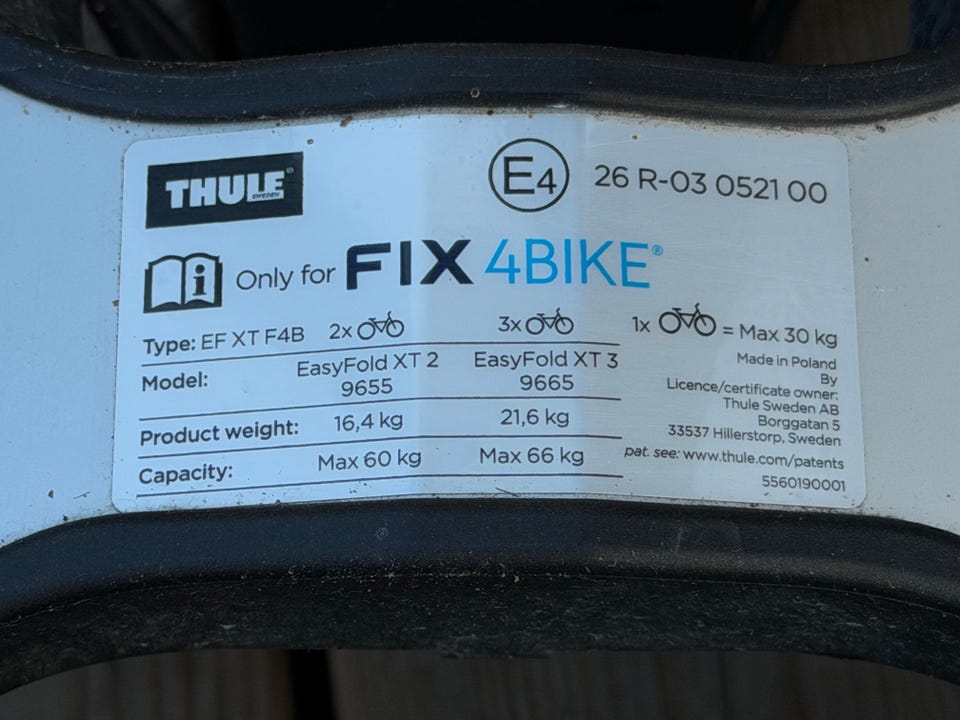 THULE®
SWEDEN
E4 26 R-03 0521 00
i Only for FIX 4BIKE®
Type: EF XT F4B 2x 3x 1x = Max 30 kg
Model: EasyFold XT 2 EasyFold XT 3
9655 9665
Product weight: 16,4 kg 21,6 kg
Capacity: Max 60 kg Max 66 kg
Made in Poland
By
Licence/certificate owner:
Thule Sweden AB
Borggatan 5
33537 Hillerstorp, Sweden
pat. see: www.thule.com/patents
5560190001